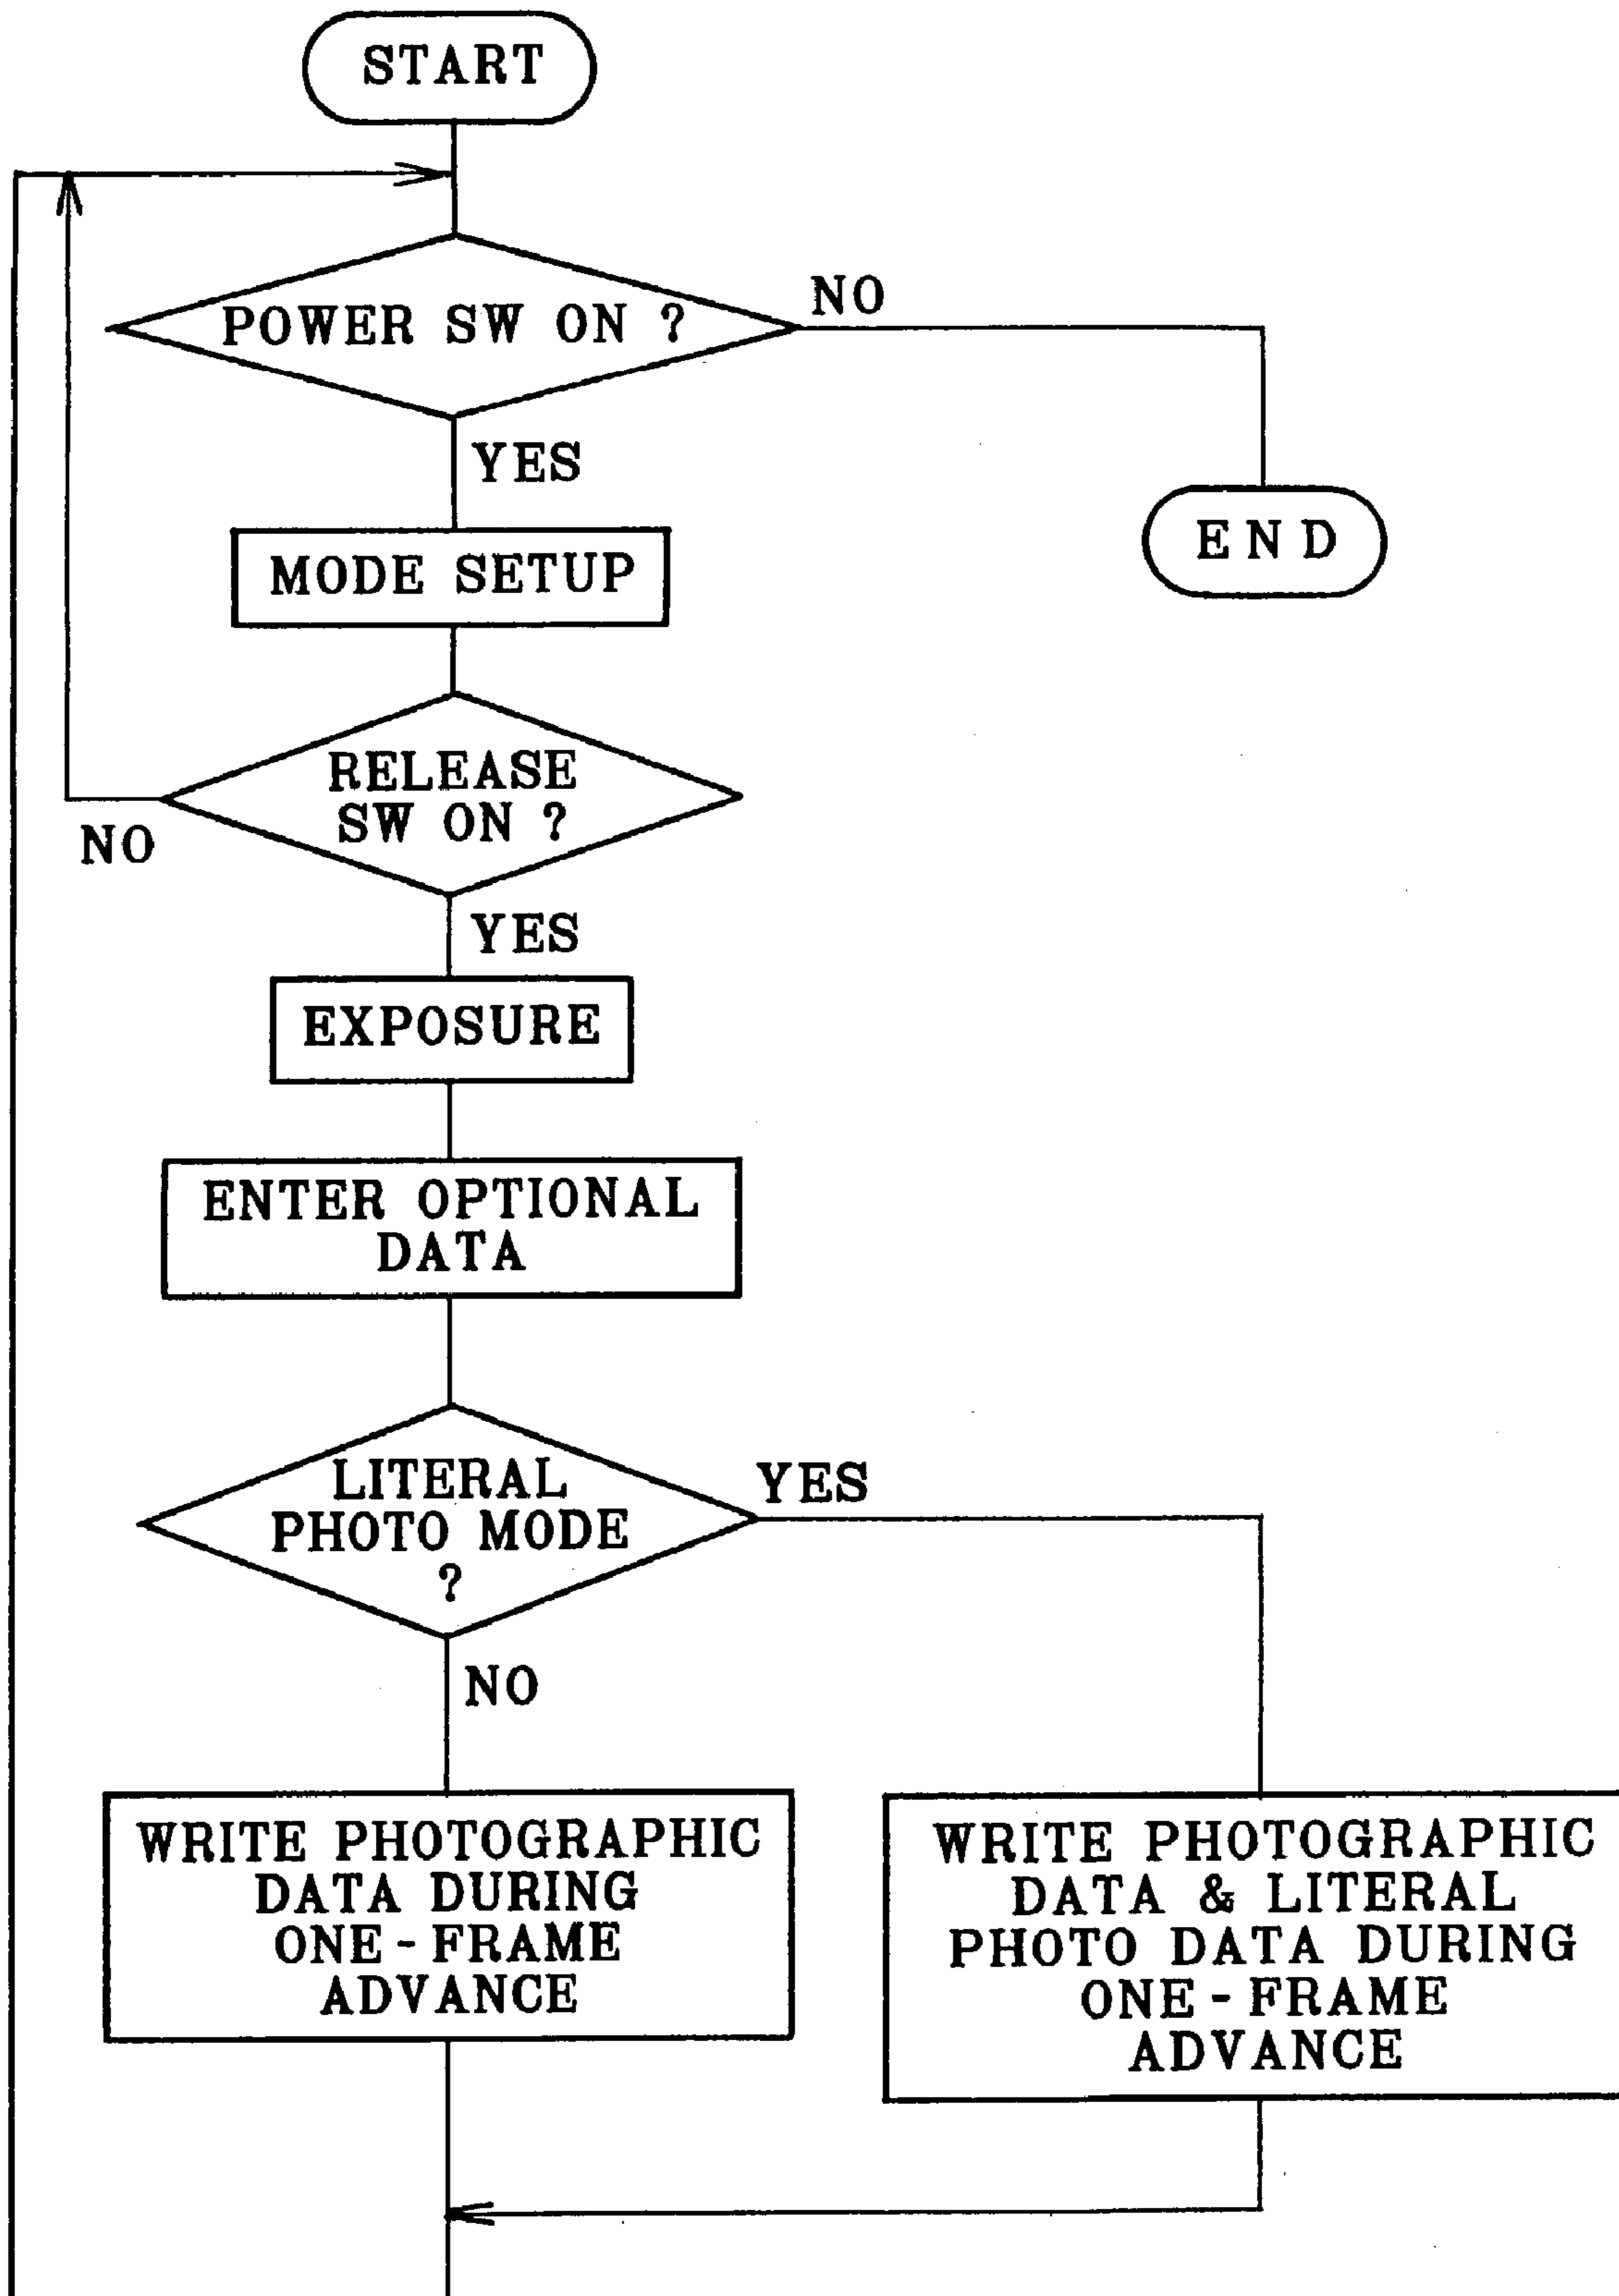 START
POWER SW ON ?
NO
YES
END
MODE SETUP
RELEASE
SW ON ?
NO
YES
EXPOSURE
ENTER OPTIONAL
DATA
LITERAL
PHOTO MODE
?
YES
NO
WRITE PHOTOGRAPHIC
DATA DURING
ONE-FRAME
ADVANCE
WRITE PHOTOGRAPHIC
DATA & LITERAL
PHOTO DATA DURING
ONE-FRAME
ADVANCE